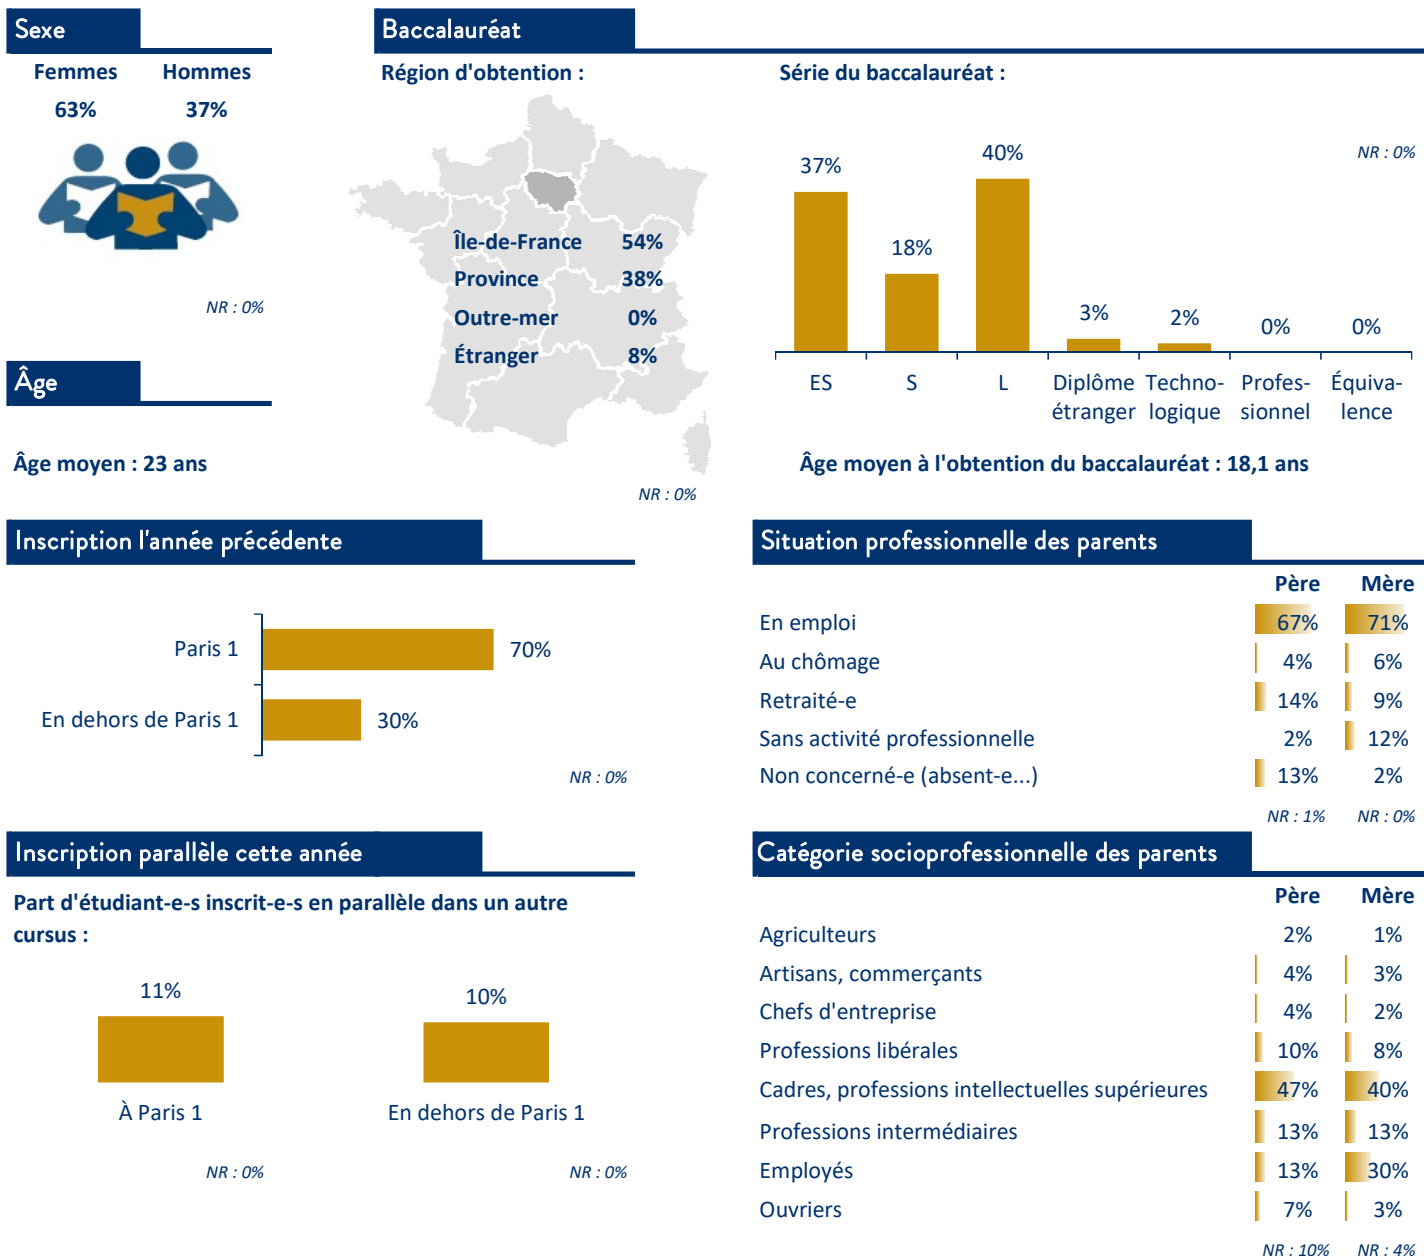 Sexe
Femmes Hommes
63% 37%
NR : 0%
Âge
Âge moyen : 23 ans
Baccalauréat
Région d'obtention :
Île-de-France 54%
Province 38%
Outre-mer 0%
Étranger 8%
NR : 0%
Série du baccalauréat :
NR : 0%
37%
18%
40%
3%
2%
0%
0%
ES S L Diplôme Techno- Profes- Équiva-
étranger logique sionnel lence
Âge moyen à l'obtention du baccalauréat : 18,1 ans
Inscription l'année précédente
Paris 1 70%
En dehors de Paris 1 30%
NR : 0%
Situation professionnelle des parents
Père Mère
En emploi 67% 71%
Au chômage 4% 6%
Retraité-e 14% 9%
Sans activité professionnelle 2% 12%
Non concerné-e (absent-e...) 13% 2%
NR : 1% NR : 0%
Inscription parallèle cette année
Part d'étudiant-e-s inscrit-e-s en parallèle dans un autre
cursus :
11% 10%
À Paris 1 En dehors de Paris 1
NR : 0% NR : 0%
Catégorie socioprofessionnelle des parents
Père Mère
Agriculteurs 2% 1%
Artisans, commerçants 4% 3%
Chefs d'entreprise 4% 2%
Professions libérales 10% 8%
Cadres, professions intellectuelles supérieures 47% 40%
Professions intermédiaires 13% 13%
Employés 13% 30%
Ouvriers 7% 3%
NR : 10% NR : 4%